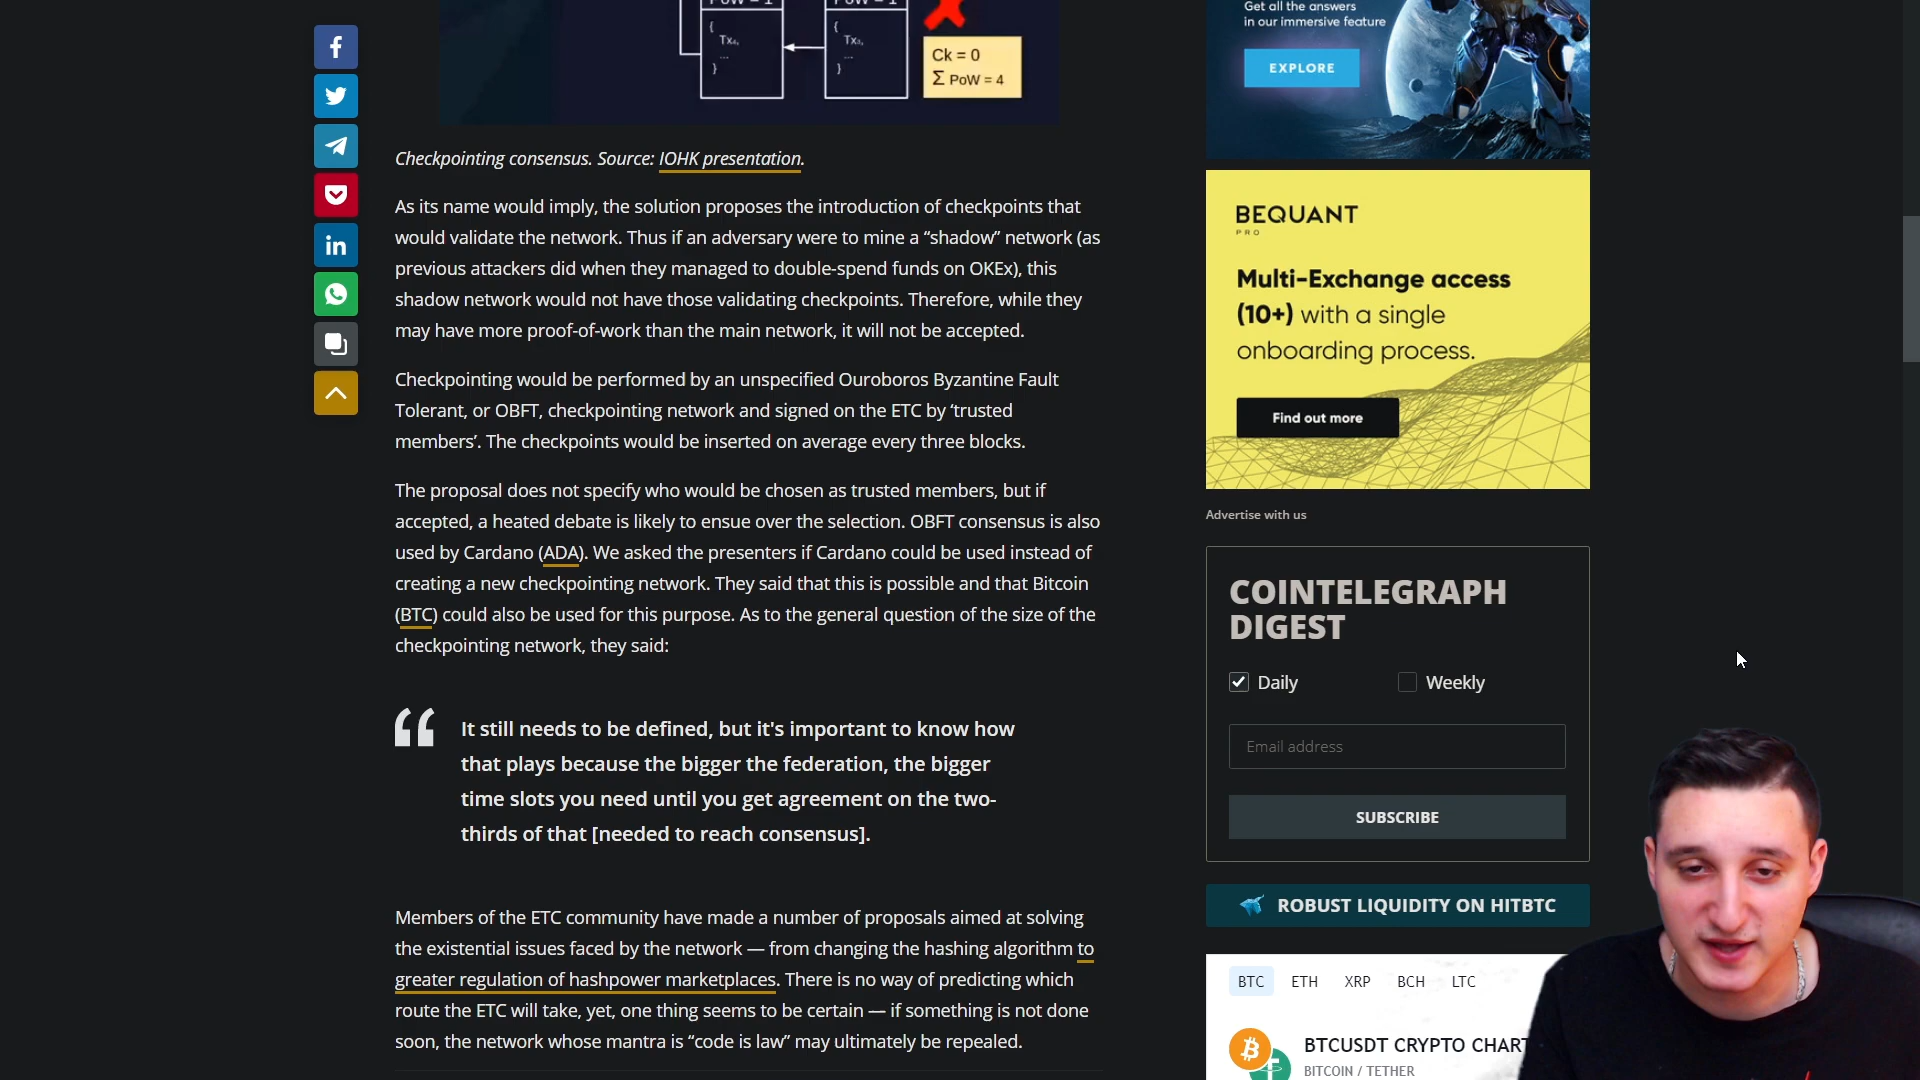 PoW = 1
PoW = 1
{
Tx₄,
...
}
{
Tx₃,
...
}
Ck = 0
Σ PoW = 4
Checkpointing consensus. Source: IOHK presentation.
As its name would imply, the solution proposes the introduction of checkpoints that
would validate the network. Thus if an adversary were to mine a “shadow” network (as
previous attackers did when they managed to double-spend funds on OKEx), this
shadow network would not have those validating checkpoints. Therefore, while they
may have more proof-of-work than the main network, it will not be accepted.
Checkpointing would be performed by an unspecified Ouroboros Byzantine Fault
Tolerant, or OBFT, checkpointing network and signed on the ETC by ‘trusted
members’. The checkpoints would be inserted on average every three blocks.
The proposal does not specify who would be chosen as trusted members, but if
accepted, a heated debate is likely to ensue over the selection. OBFT consensus is also
used by Cardano (ADA). We asked the presenters if Cardano could be used instead of
creating a new checkpointing network. They said that this is possible and that Bitcoin
(BTC) could also be used for this purpose. As to the general question of the size of the
checkpointing network, they said:
“
It still needs to be defined, but it's important to know how
that plays because the bigger the federation, the bigger
time slots you need until you get agreement on the two-
thirds of that [needed to reach consensus].
Members of the ETC community have made a number of proposals aimed at solving
the existential issues faced by the network — from changing the hashing algorithm to
greater regulation of hashpower marketplaces. There is no way of predicting which
route the ETC will take, yet, one thing seems to be certain — if something is not done
soon, the network whose mantra is “code is law” may ultimately be repealed.
Get all the answers
in our immersive feature
EXPLORE
BEQUANT
PRO
Multi-Exchange access
(10+) with a single
onboarding process.
Find out more
Advertise with us
COINTELEGRAPH
DIGEST
Daily
Weekly
Email address
SUBSCRIBE
ROBUST LIQUIDITY ON HITBTC
BTC ETH XRP BCH LTC
BTCUSDT CRYPTO CHART
BITCOIN / TETHER